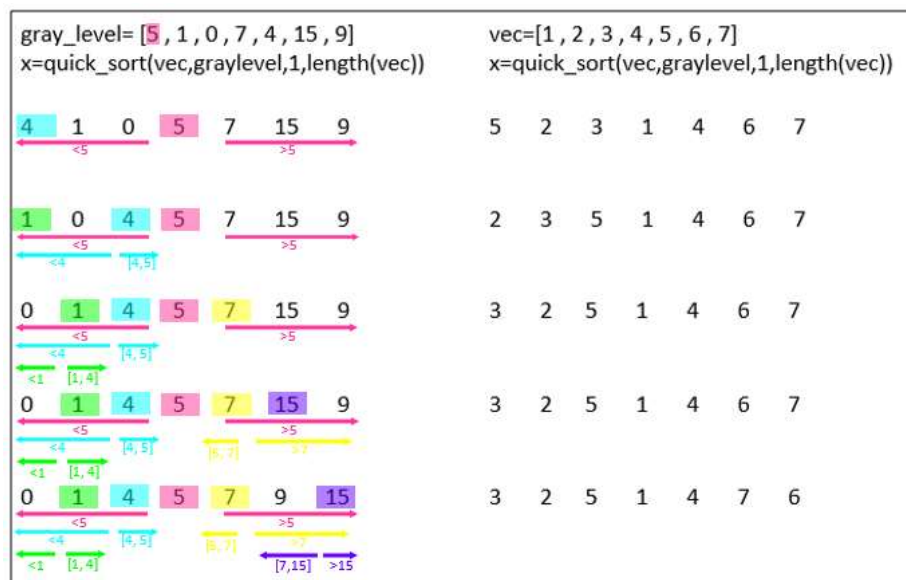 gray_level= [5 , 1 , 0 , 7 , 4 , 15 , 9] vec=[1 , 2 , 3 , 4 , 5 , 6 , 7]
x=quick_sort(vec,graylevel,1,length(vec)) x=quick_sort(vec,graylevel,1,length(vec))
4 1 0 5 7 15 9 5 2 3 1 4 6 7
<5 >5
1 0 4 5 7 15 9 2 3 5 1 4 6 7
<5 >5
<4 [4,5]
0 1 4 5 7 15 9 3 2 5 1 4 6 7
<5 >5
<4 [4,5]
<1 [1,4]
0 1 4 5 7 15 9 3 2 5 1 4 6 7
<5 >5
<4 [4,5] [5, 7] >7
<1 [1,4]
0 1 4 5 7 9 15 3 2 5 1 4 7 6
<5 >5
<4 [4,5] [5, 7] >7
<1 [1,4] [7,15] >15